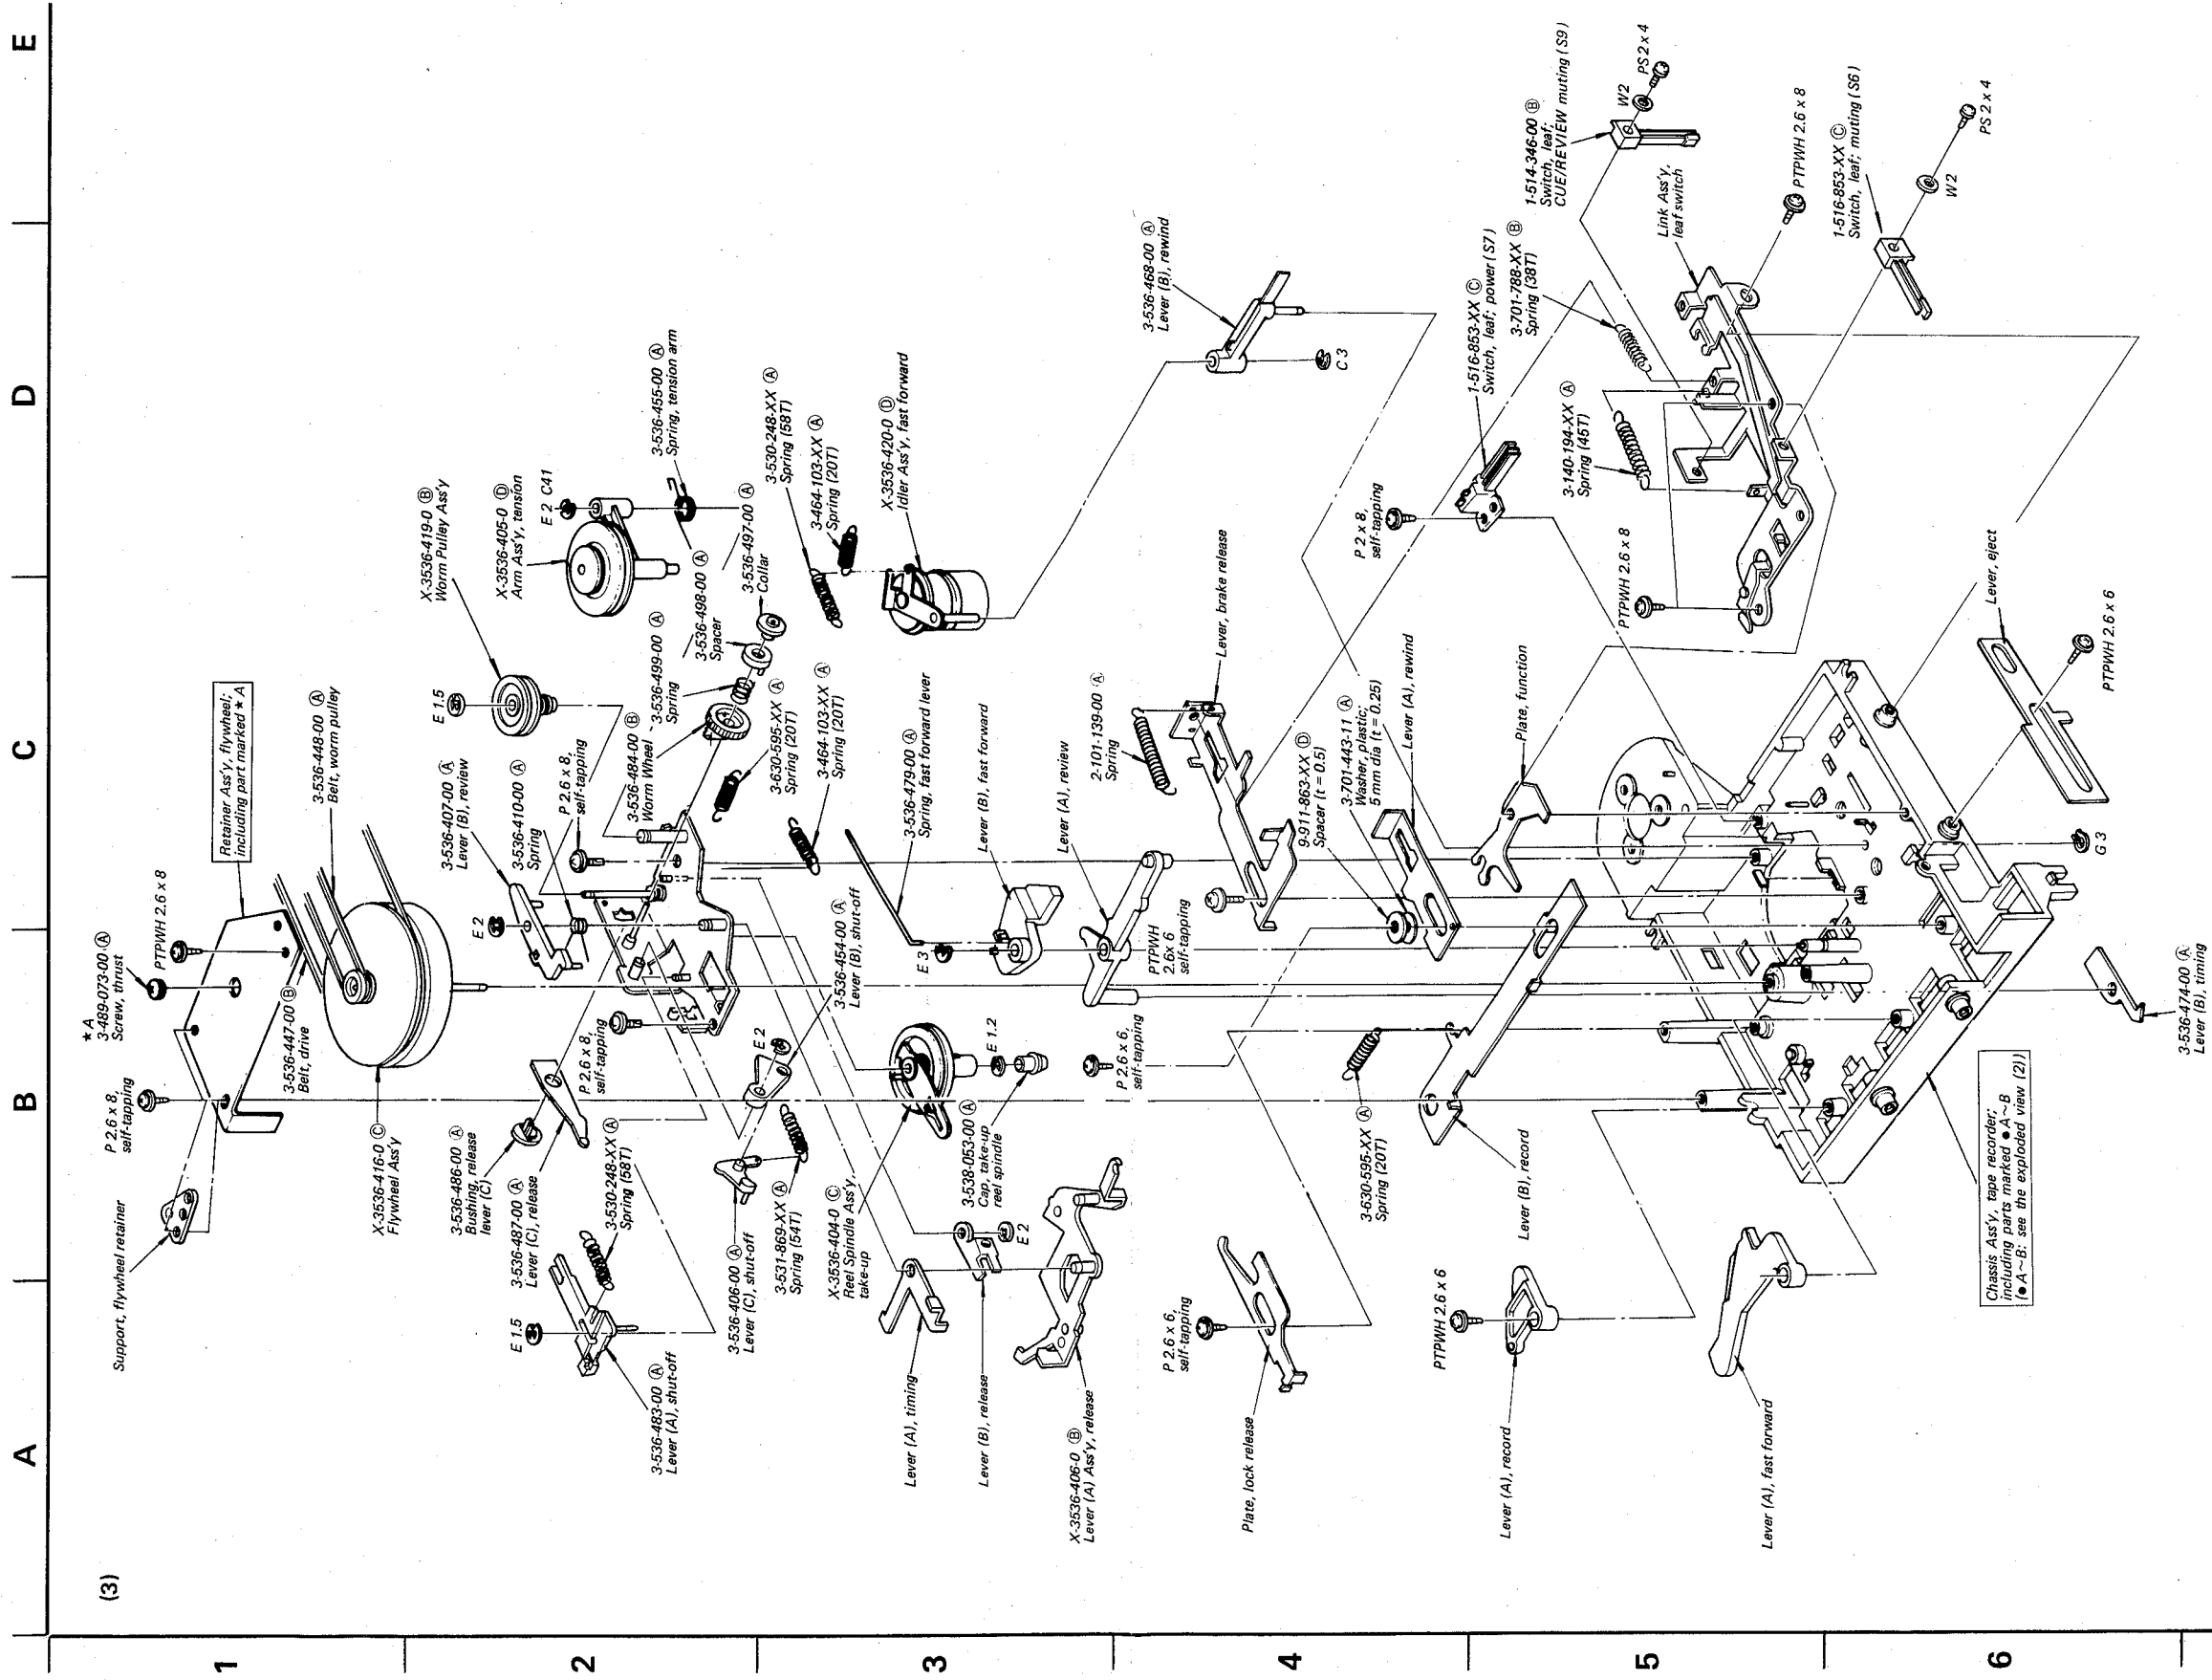 (3)
A
B
C
D
E
1
2
3
4
5
6
Support, flywheel retainer
P 2.6 x 8,
self-tapping
★A
3-489-073-00 Ⓐ
Screw, thrust
PTPWH 2.6 x 8
Retainer Ass'y, flywheel;
including part marked ★A
3-536-447-00 Ⓑ
Belt, drive
3-536-448-00 Ⓐ
Belt, worm pulley
X-3536-416-0 Ⓒ
Flywheel Ass'y
E 1.5
X-3536-419-0 Ⓑ
Worm Pulley Ass'y
X-3536-405-0 Ⓓ
Arm Ass'y, tension
E 2 C41
3-536-455-00 Ⓐ
Spring, tension arm
3-536-407-00 Ⓐ
Lever (B), review
E 2
3-536-410-00 Ⓐ
Spring
P 2.6 x 8,
self-tapping
3-536-484-00 Ⓑ
Worm Wheel
3-536-499-00 Ⓐ
Spring
3-536-498-00 Ⓐ
Spacer
3-536-497-00 Ⓐ
Collar
3-536-486-00 Ⓐ
Bushing, release
lever (C)
3-536-487-00 Ⓐ
Lever (C), release
P 2.6 x 8,
self-tapping
3-530-248-XX Ⓐ
Spring (58T)
E 1.5
3-536-483-00 Ⓐ
Lever (A), shut-off
3-536-406-00 Ⓐ
Lever (C), shut-off
E 2
3-536-454-00 Ⓐ
Lever (B), shut-off
3-531-869-XX Ⓐ
Spring (54T)
3-630-595-XX Ⓐ
Spring (20T)
3-464-103-XX Ⓐ
Spring (20T)
3-530-248-XX Ⓐ
Spring (58T)
3-464-103-XX Ⓐ
Spring (20T)
X-3536-420-0 Ⓓ
Idler Ass'y, fast forward
X-3536-404-0 Ⓒ
Reel Spindle Ass'y,
take-up
E 1.2
3-538-053-00 Ⓐ
Cap, take-up
reel spindle
3-536-479-00 Ⓐ
Spring, fast forward lever
E 3
Lever (B), fast forward
Lever (A), review
Lever (A), timing
Lever (B), release
E 2
X-3536-406-0 Ⓑ
Lever (A) Ass'y, release
3-536-468-00 Ⓐ
Lever (B), rewind
C 3
2-101-139-00 Ⓐ
Spring
Lever, brake release
PTPWH
2.6 x 6
self-tapping
P 2.6 x 6,
self-tapping
P 2.6 x 6,
self-tapping
Plate, lock release
9-911-863-XX Ⓓ
Spacer (t = 0.5)
3-701-443-11 Ⓐ
Washer, plastic;
5 mm dia (t = 0.25)
Lever (A), rewind
3-630-595-XX Ⓐ
Spring (20T)
Lever (B), record
Plate, function
PTPWH 2.6 x 6
Lever (A), record
Lever (A), fast forward
P 2 x 8,
self-tapping
1-516-853-XX Ⓒ
Switch, leaf; power (S7)
3-701-788-XX Ⓑ
Spring (38T)
3-140-194-XX Ⓐ
Spring (45T)
1-514-346-00 Ⓑ
Switch, leaf;
CUE/REVIEW muting (S9)
W2
PS 2 x 4
Link Ass'y,
leaf switch
PTPWH 2.6 x 8
PTPWH 2.6 x 8
1-516-853-XX Ⓒ
Switch, leaf; muting (S6)
W2
PS 2 x 4
Lever, eject
PTPWH 2.6 x 6
G 3
3-536-474-00 Ⓐ
Lever (B), timing
Chassis Ass'y, tape recorder;
including parts marked ●A~B
(●A~B: see the exploded view (2))